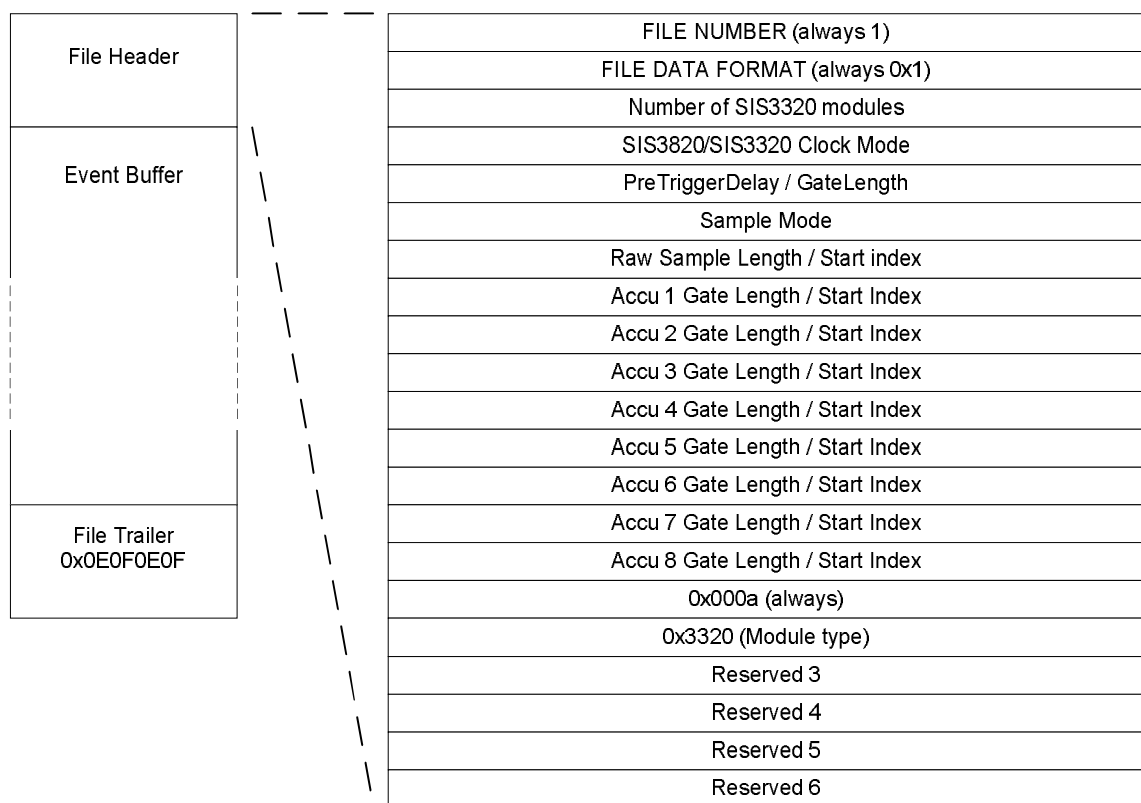 File Header
Event Buffer
File Trailer
0x0E0F0E0F
FILE NUMBER (always 1)
FILE DATA FORMAT (always 0x1)
Number of SIS3320 modules
SIS3820/SIS3320 Clock Mode
PreTriggerDelay / GateLength
Sample Mode
Raw Sample Length / Start index
Accu 1 Gate Length / Start Index
Accu 2 Gate Length / Start Index
Accu 3 Gate Length / Start Index
Accu 4 Gate Length / Start Index
Accu 5 Gate Length / Start Index
Accu 6 Gate Length / Start Index
Accu 7 Gate Length / Start Index
Accu 8 Gate Length / Start Index
0x000a (always)
0x3320 (Module type)
Reserved 3
Reserved 4
Reserved 5
Reserved 6